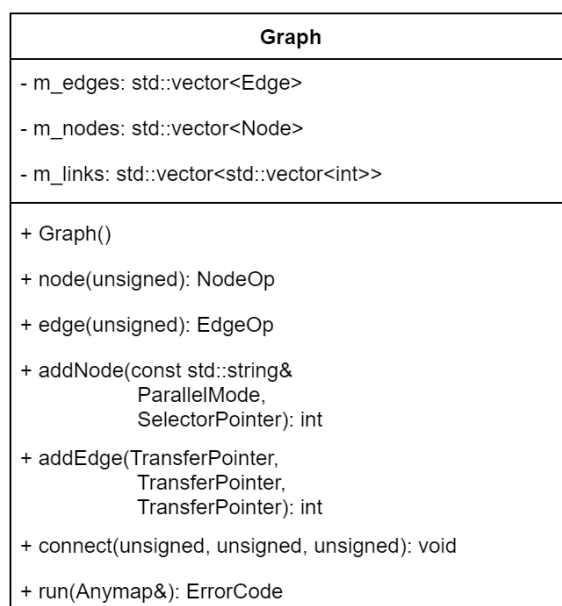 Graph
- m_edges: std::vector<Edge>
- m_nodes: std::vector<Node>
- m_links: std::vector<std::vector<int>>
+ Graph()
+ node(unsigned): NodeOp
+ edge(unsigned): EdgeOp
+ addNode(const std::string&
ParallelMode,
SelectorPointer): int
+ addEdge(TransferPointer,
TransferPointer,
TransferPointer): int
+ connect(unsigned, unsigned, unsigned): void
+ run(Anymap&): ErrorCode